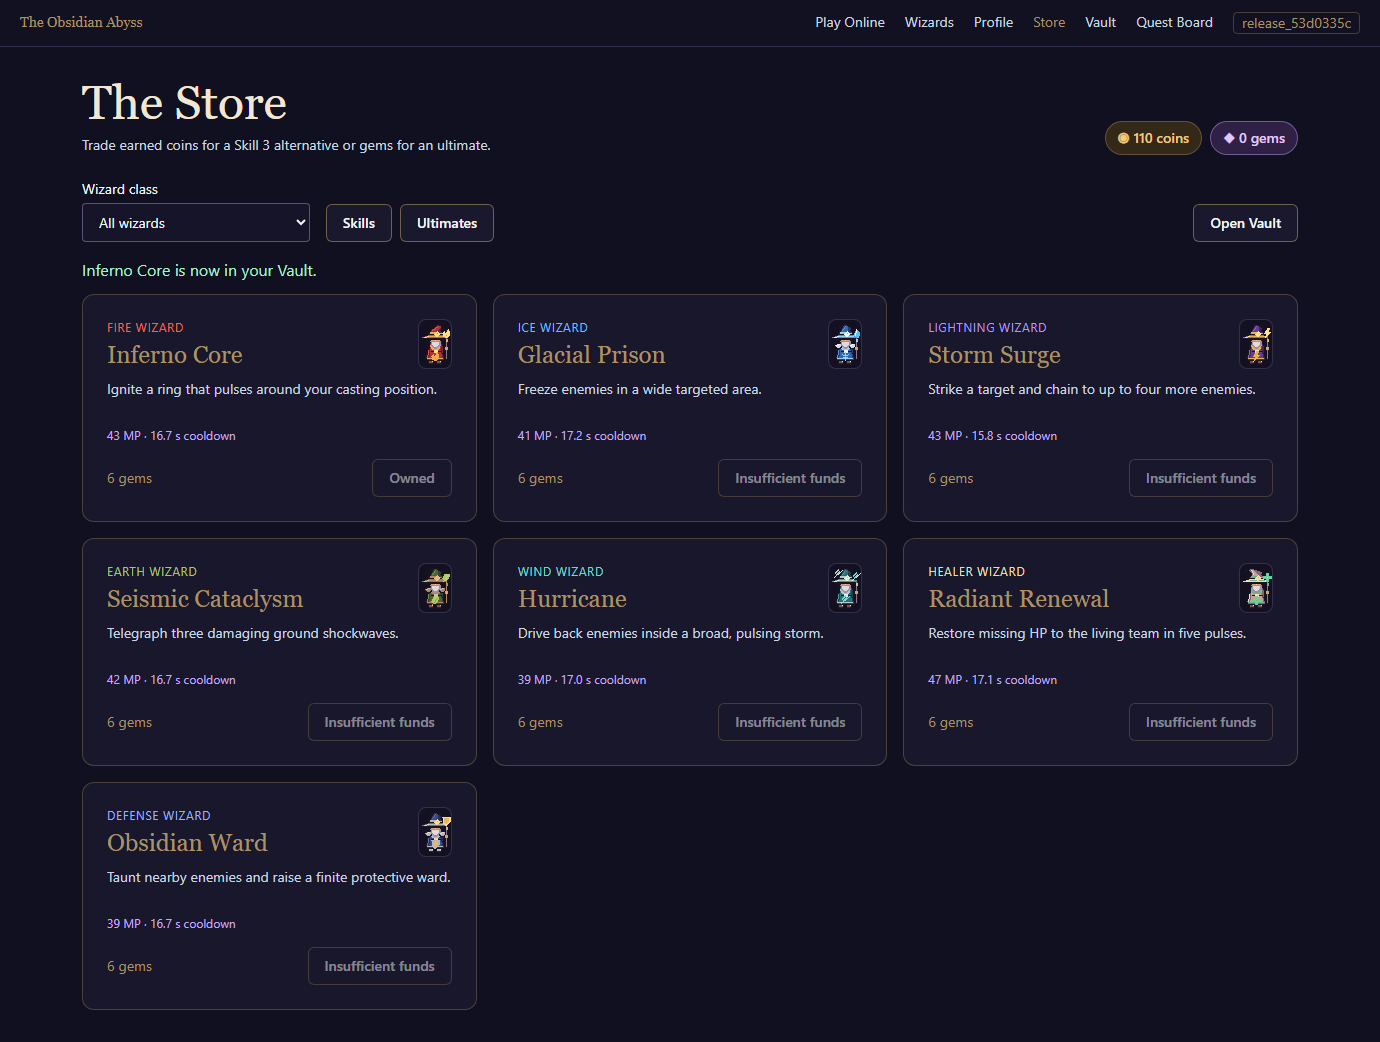 The Obsidian Abyss
Play Online Wizards Profile Store Vault Quest Board release_53d0335c
The Store
Trade earned coins for a Skill 3 alternative or gems for an ultimate.
110 coins 0 gems
Wizard class
All wizards Skills Ultimates Open Vault
Inferno Core is now in your Vault.
FIRE WIZARD
Inferno Core
Ignite a ring that pulses around your casting position.
43 MP · 16.7 s cooldown
6 gems Owned
ICE WIZARD
Glacial Prison
Freeze enemies in a wide targeted area.
41 MP · 17.2 s cooldown
6 gems Insufficient funds
LIGHTNING WIZARD
Storm Surge
Strike a target and chain to up to four more enemies.
43 MP · 15.8 s cooldown
6 gems Insufficient funds
EARTH WIZARD
Seismic Cataclysm
Telegraph three damaging ground shockwaves.
42 MP · 16.7 s cooldown
6 gems Insufficient funds
WIND WIZARD
Hurricane
Drive back enemies inside a broad, pulsing storm.
39 MP · 17.0 s cooldown
6 gems Insufficient funds
HEALER WIZARD
Radiant Renewal
Restore missing HP to the living team in five pulses.
47 MP · 17.1 s cooldown
6 gems Insufficient funds
DEFENSE WIZARD
Obsidian Ward
Taunt nearby enemies and raise a finite protective ward.
39 MP · 16.7 s cooldown
6 gems Insufficient funds